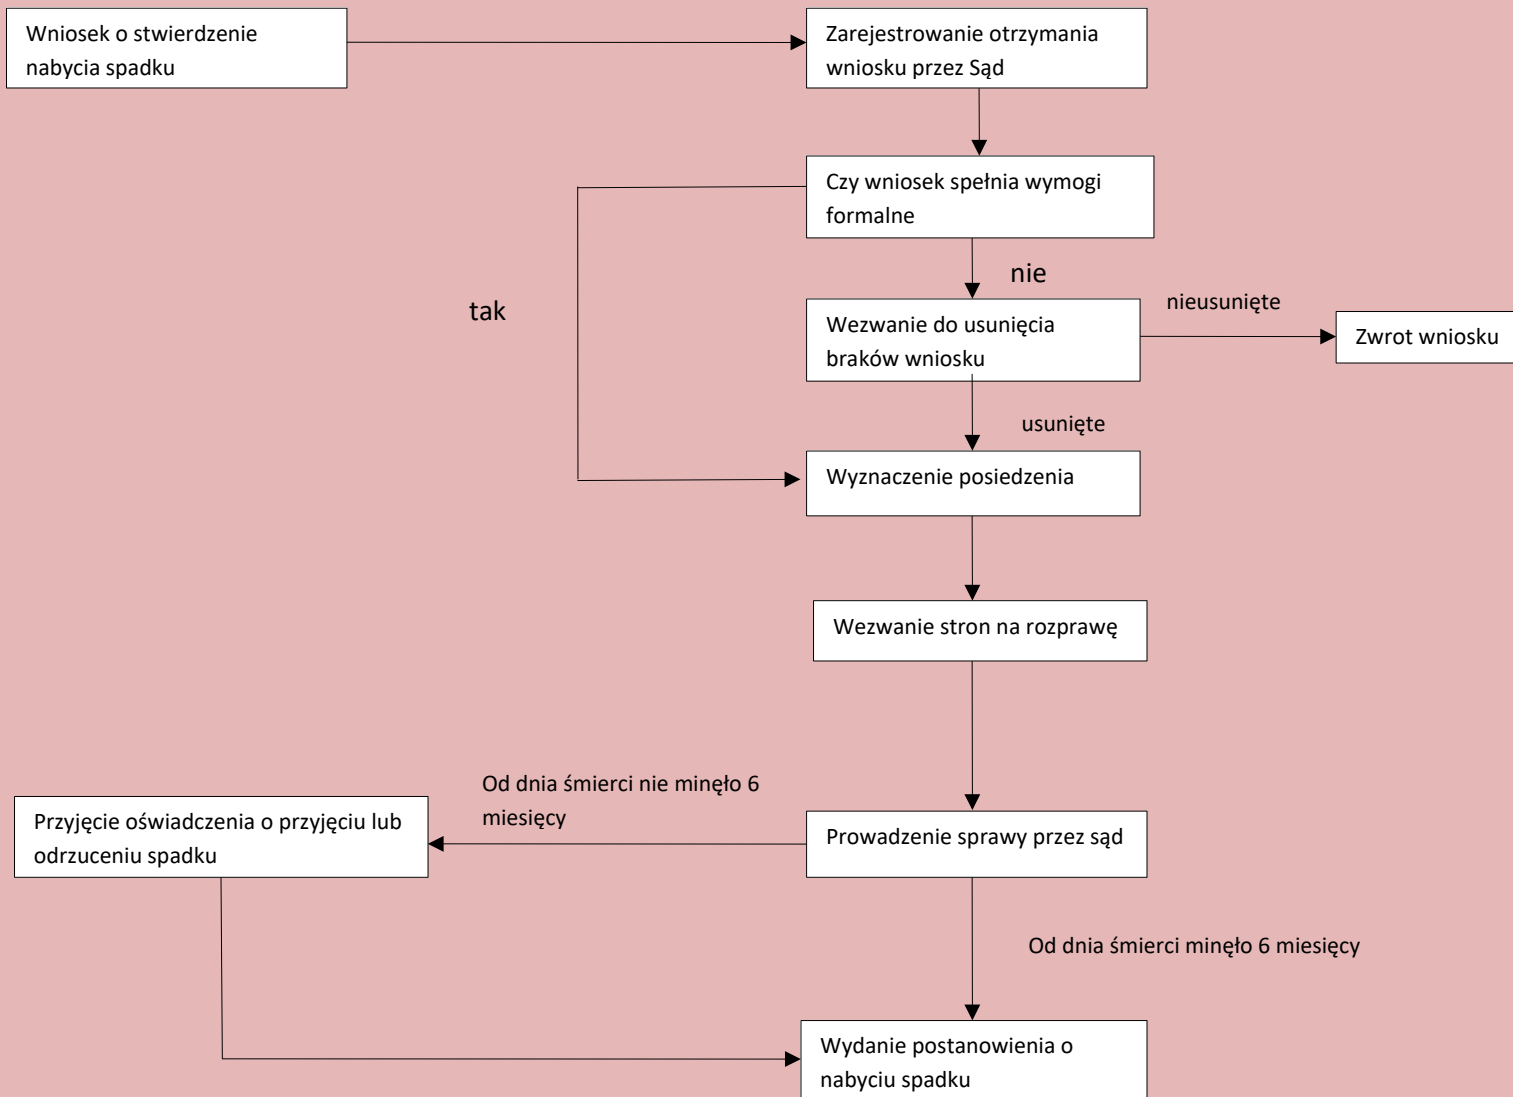 Wniosek o stwierdzenie
nabycia spadku
Zarejestrowanie otrzymania
wniosku przez Sąd
Czy wniosek spełnia wymogi
formalne
tak
nie
Wezwanie do usunięcia
braków wniosku
nieusunięte
Zwrot wniosku
usunięte
Wyznaczenie posiedzenia
Wezwanie stron na rozprawę
Od dnia śmierci nie minęło 6
miesięcy
Przyjęcie oświadczenia o przyjęciu lub
odrzuceniu spadku
Prowadzenie sprawy przez sąd
Od dnia śmierci minęło 6 miesięcy
Wydanie postanowienia o
nabyciu spadku